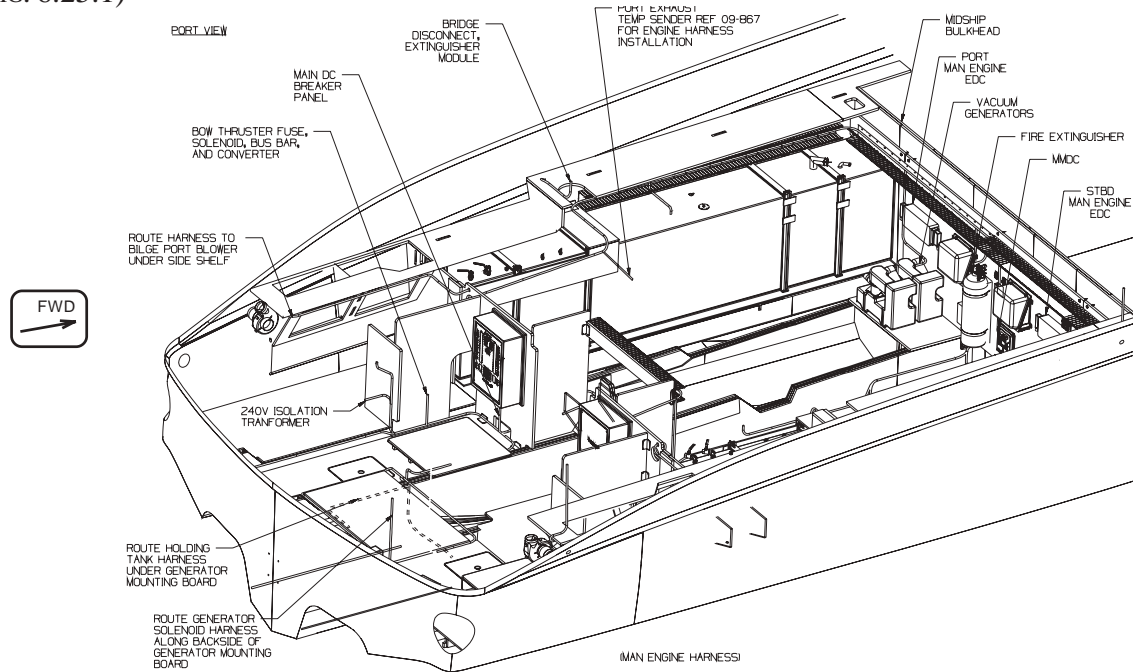 PORT VIEW
BRIDGE
DISCONNECT,
EXTINGUISHER
MODULE
PORT EXHAUST
TEMP SENDER REF 09-867
FOR ENGINE HARNESS
INSTALLATION
MIDSHIP
BULKHEAD
PORT
MAN ENGINE
EDC
VACUUM
GENERATORS
FIRE EXTINGUISHER
MMDC
STBD
MAN ENGINE
EDC
MAIN DC
BREAKER
PANEL
BOW THRUSTER FUSE,
SOLENOID, BUS BAR,
AND CONVERTER
ROUTE HARNESS TO
BILGE PORT BLOWER
UNDER SIDE SHELF
FWD
240V ISOLATION
TRANFORMER
ROUTE HOLDING
TANK HARNESS
UNDER GENERATOR
MOUNTING BOARD
ROUTE GENERATOR
SOLENOID HARNESS
ALONG BACKSIDE OF
GENERATOR MOUNTING
BOARD
(MAN ENGINE HARNESS)